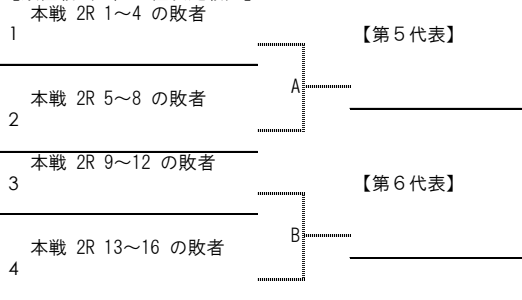 本戦 2R 1～4 の敗者
1
【第５代表】
A
本戦 2R 5～8 の敗者
2
本戦 2R 9～12 の敗者
3
【第６代表】
B
本戦 2R 13～16 の敗者
4